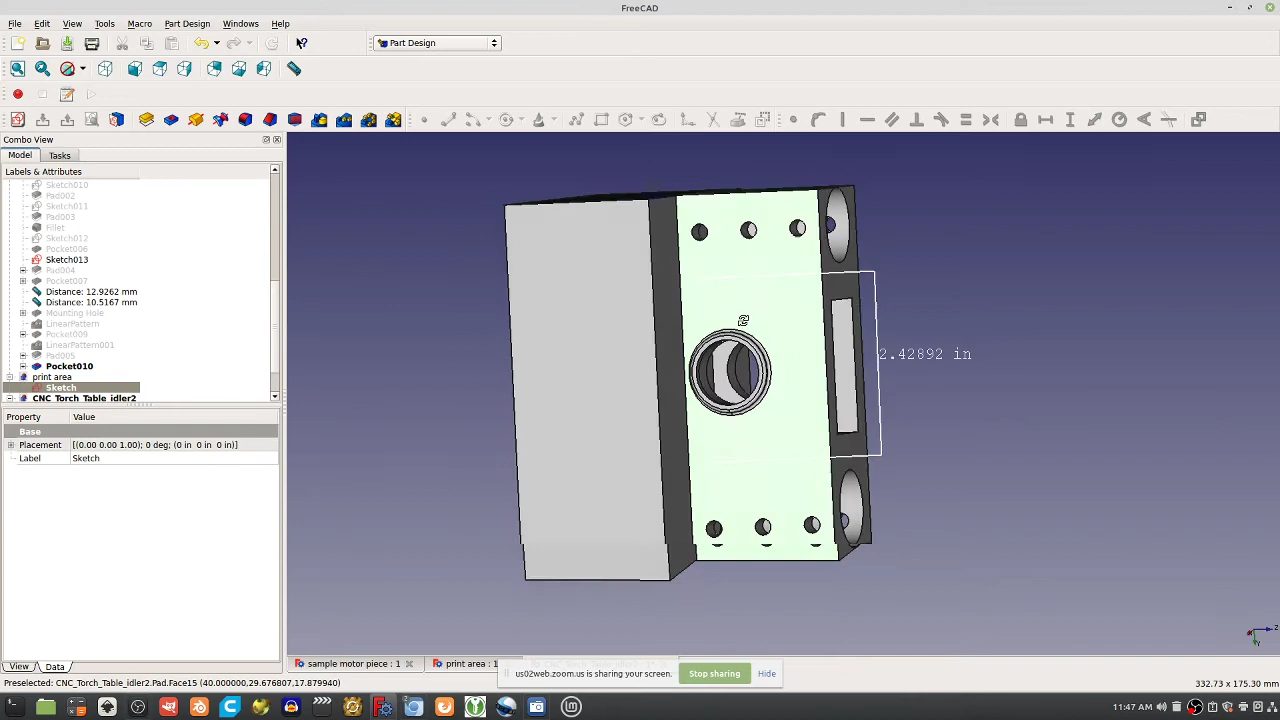 FreeCAD
File Edit View Tools Macro Part Design Windows Help
Part Design
Combo View
Model Tasks
Labels & Attributes
Sketch010
Pad002
Sketch011
Pad003
Fillet
Sketch012
Pocket006
Sketch013
Pad004
Pocket007
Distance: 12.9262 mm
Distance: 10.5167 mm
Mounting Hole
LinearPattern
Pocket009
LinearPattern001
Pad005
Pocket010
print area
Sketch
CNC_Torch_Table_idler2
Property Value
Base
Placement [(0.00 0.00 1.00); 0 deg; (0 in 0 in 0 in)]
Label Sketch
2.42892 in
View Data
sample motor piece : 1 print area : 1
us02web.zoom.us is sharing your screen. Stop sharing Hide
Preselected: CNC_Torch_Table_idler2.Pad.Face15 (40.000000,29.676807,17.879940)
332.73 x 175.30 mm
11:47 AM